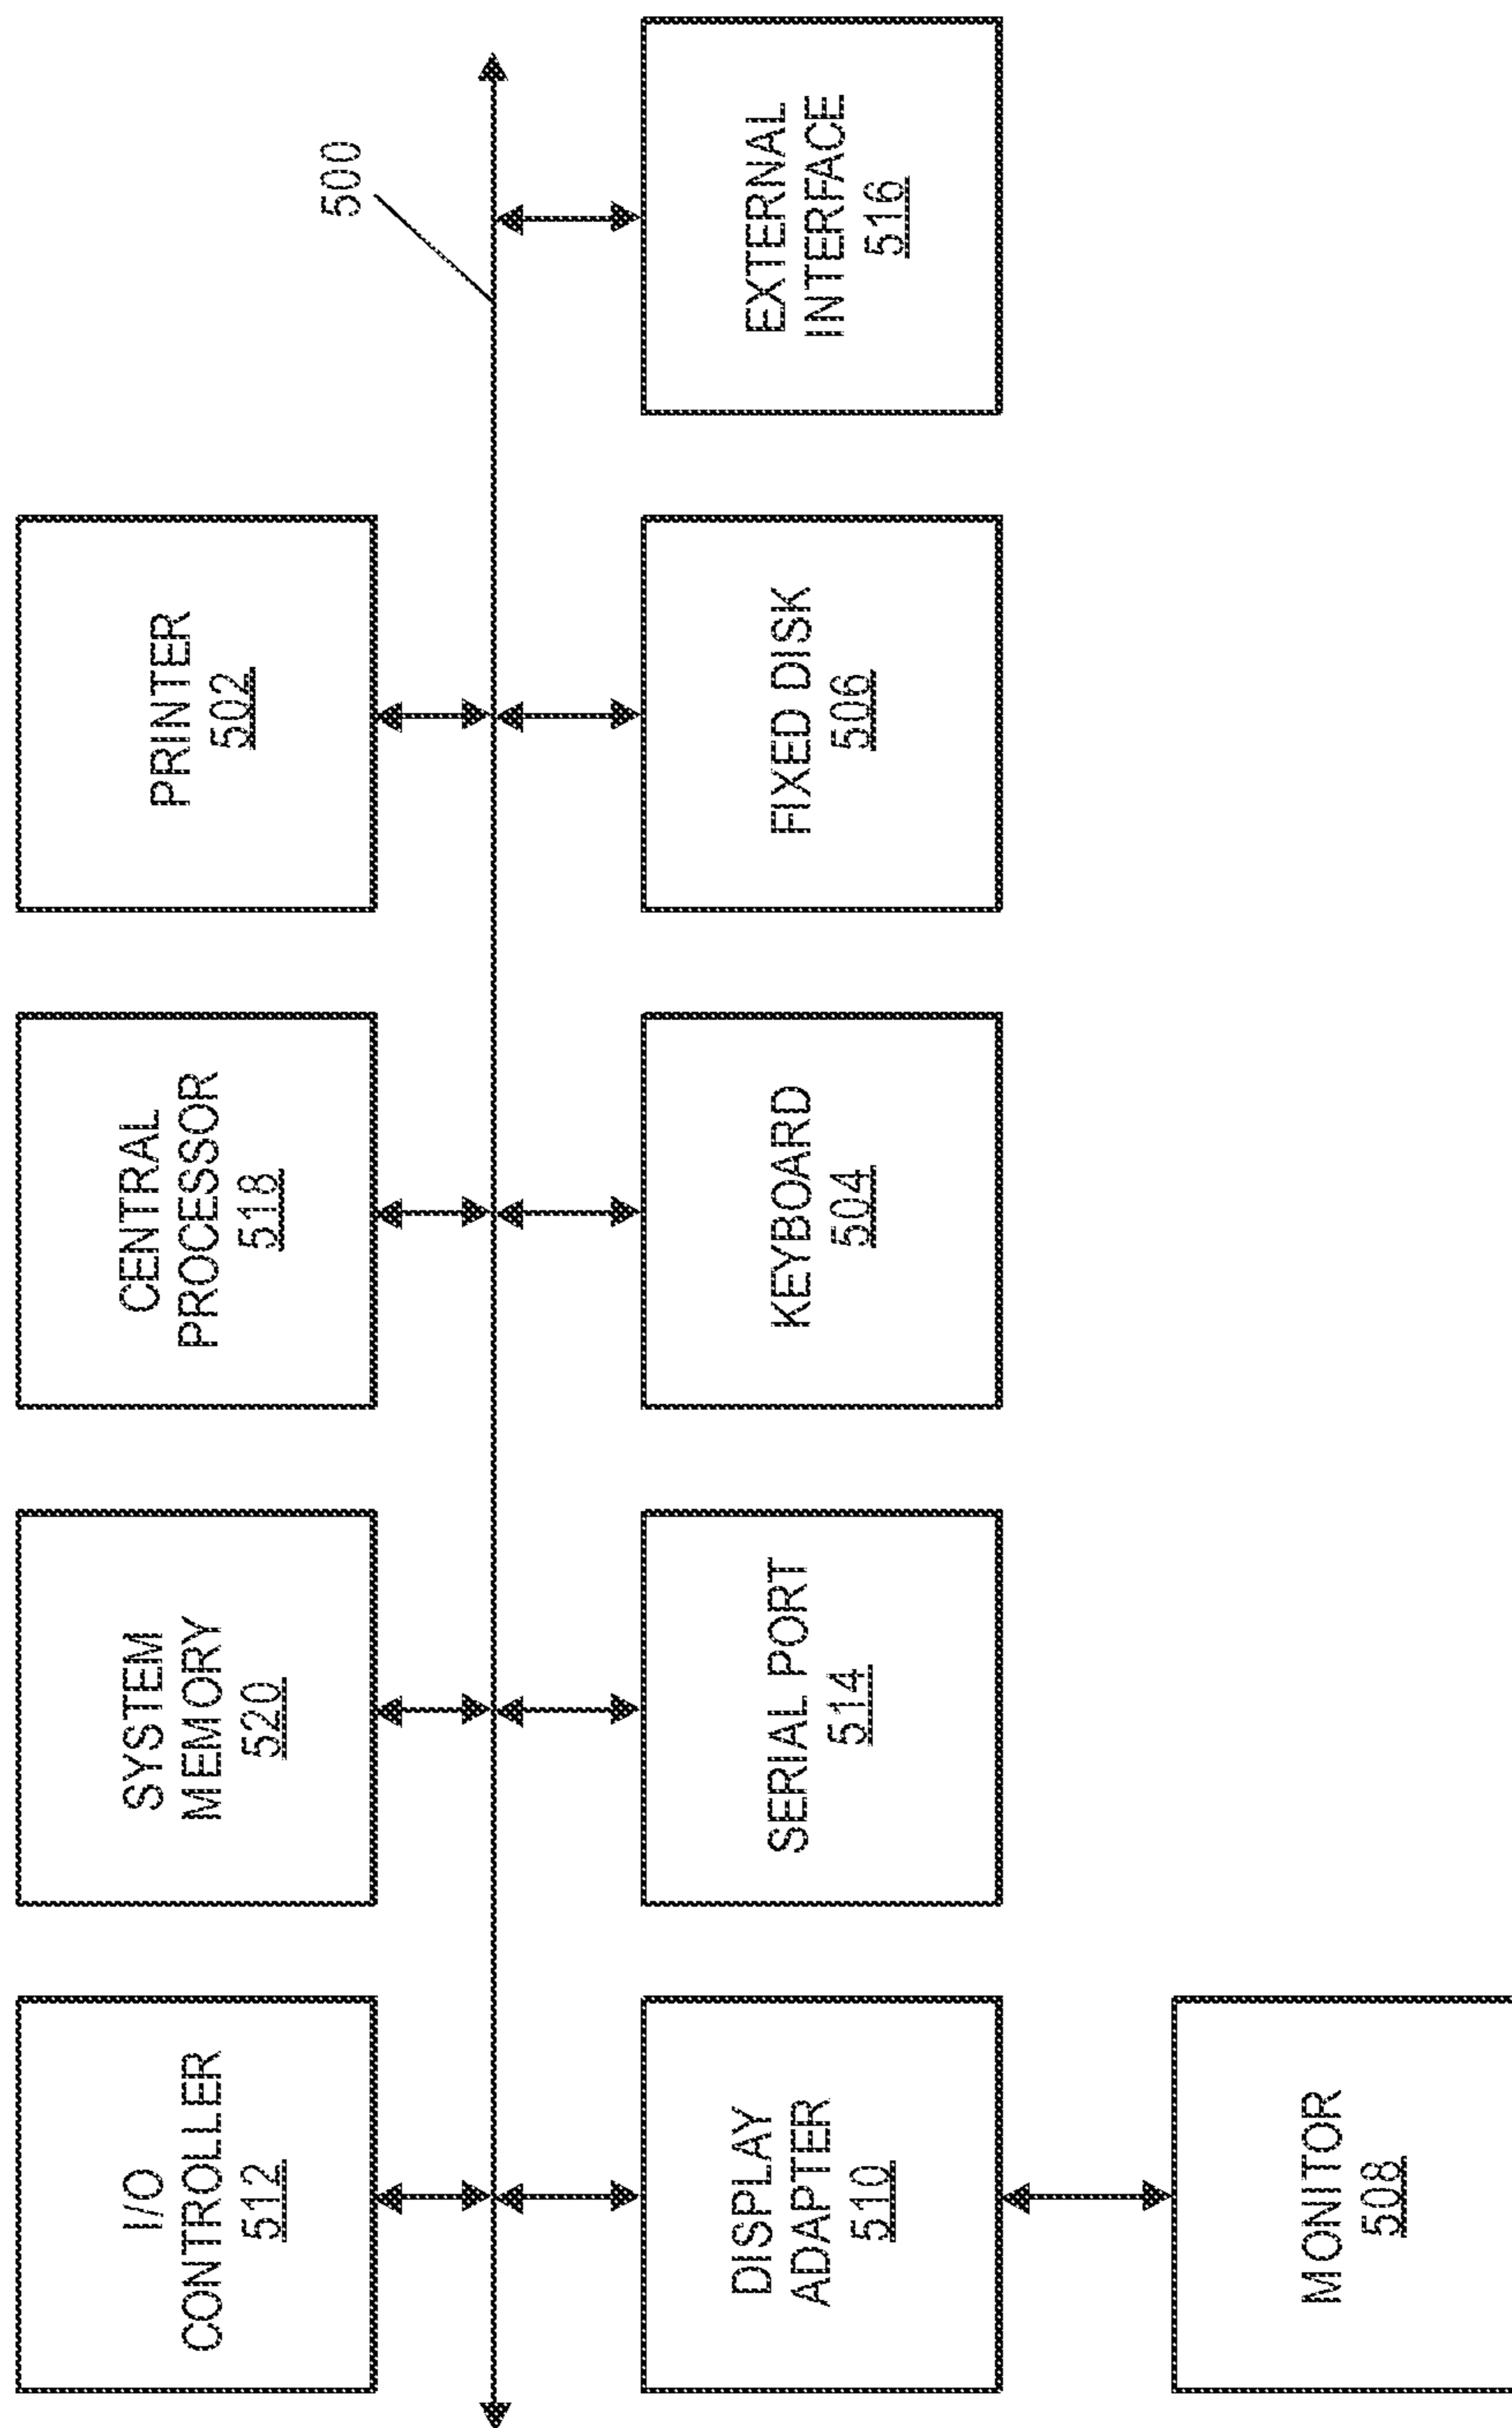 I/O
CONTROLLER
512
SYSTEM
MEMORY
520
CENTRAL
PROCESSOR
518
PRINTER
502
500
DISPLAY
ADAPTER
510
SERIAL PORT
514
KEYBOARD
504
FIXED DISK
506
EXTERNAL
INTERFACE
516
MONITOR
508